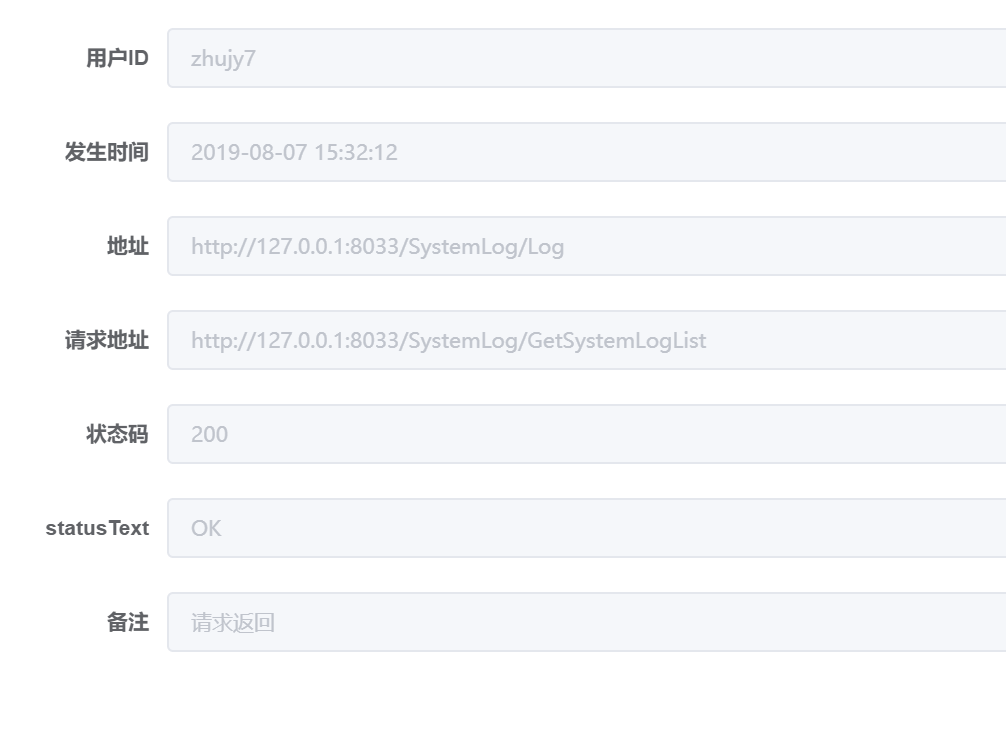 用户ID zhujy7
发生时间 2019-08-07 15:32:12
地址 http://127.0.0.1:8033/SystemLog/Log
请求地址 http://127.0.0.1:8033/SystemLog/GetSystemLogList
状态码 200
statusText OK
备注 请求返回